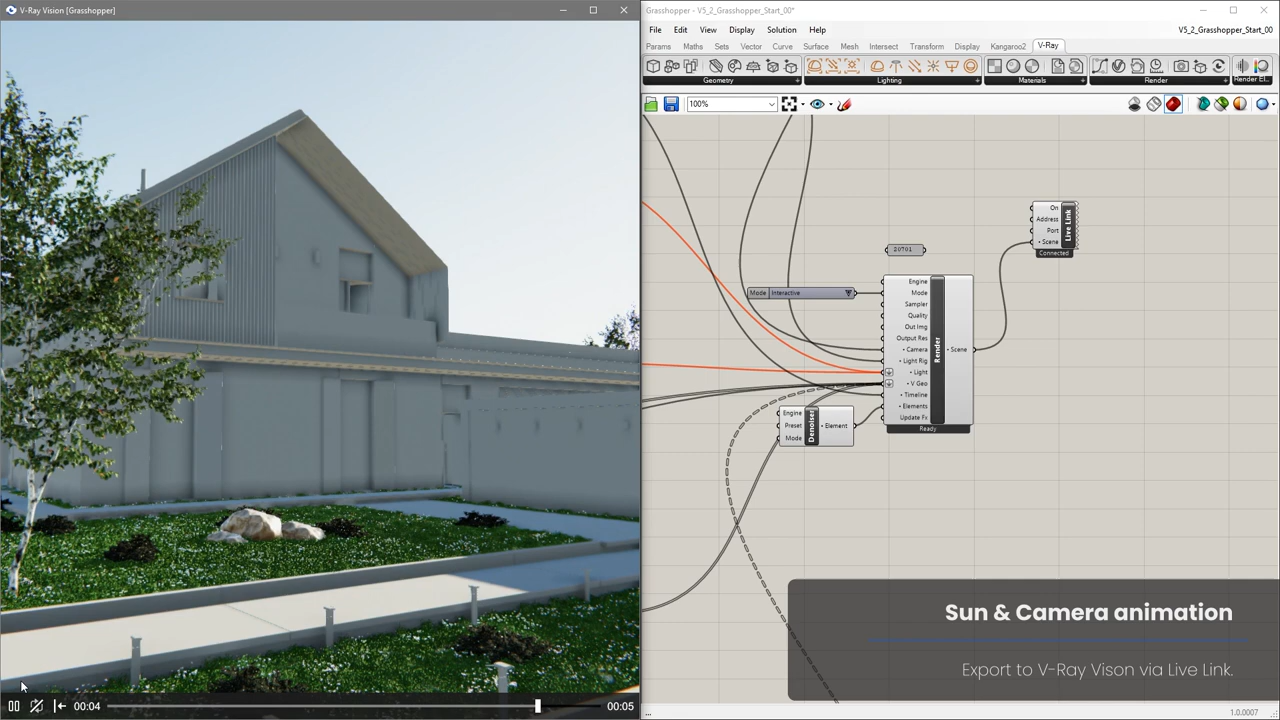 V-Ray Vision [Grasshopper]
Grasshopper - V5_2_Grasshopper_Start_00*
File Edit View Display Solution Help
V5_2_Grasshopper_Start_00
Params Maths Sets Vector Curve Surface Mesh Intersect Transform Display Kangaroo2 V-Ray
Geometry Lighting Materials Render Render El...
100%
On
Address
Port
Scene
Live Link
Connected
20701
Mode Interactive
Engine
Mode
Sampler
Quality
Out Img
Output Res
Camera
Light Rig
Light
V Geo
Timeline
Elements
Update Fx
Render
Scene
Ready
Engine
Preset
Mode
Denoiser
Element
Sun & Camera animation
Export to V-Ray Vison via Live Link.
00:04
00:05
...
1.0.0007